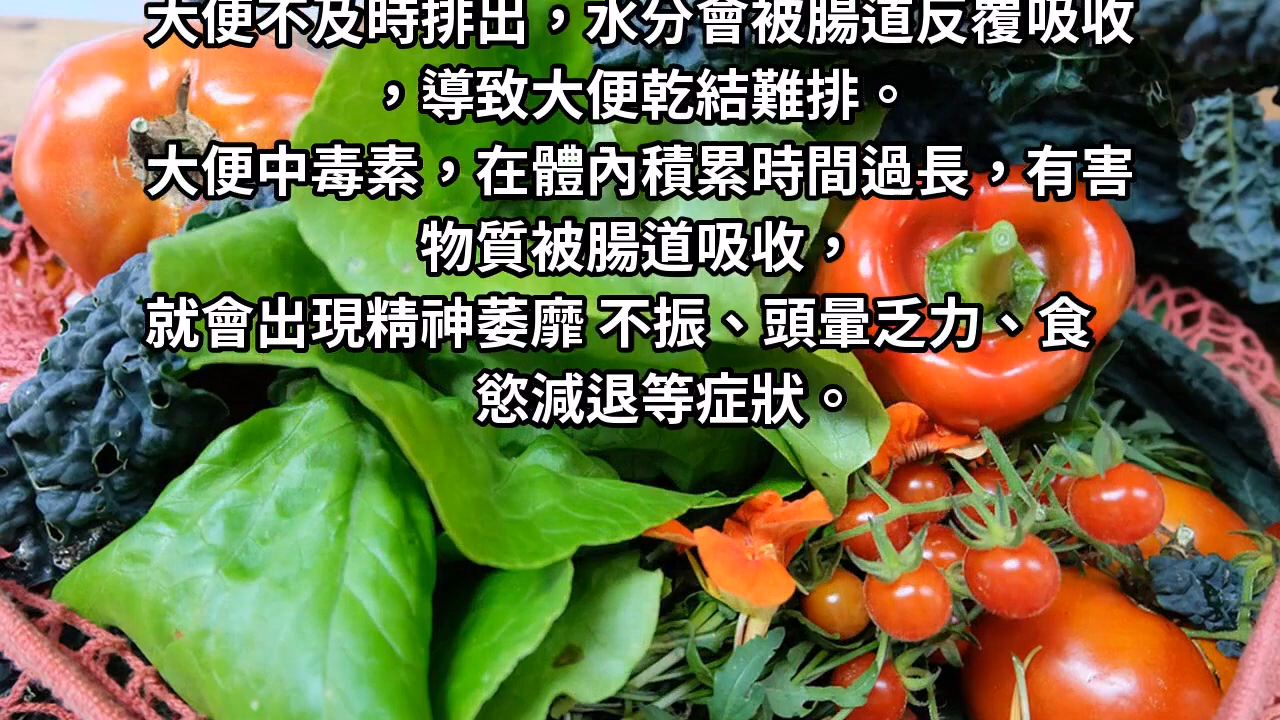 大便不及時排出，水分會被腸道反覆吸收
，導致大便乾結難排。
大便中毒素，在體內積累時間過長，有害
物質被腸道吸收，
就會出現精神萎靡 不振、頭暈乏力、食
慾減退等症狀。